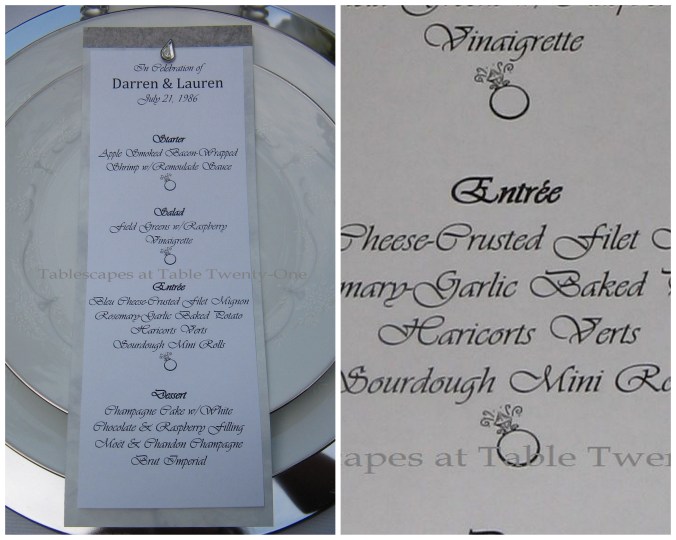 In Celebration of
Darren & Lauren
July 21, 1986
Starter
Apple Smoked Bacon-Wrapped
Shrimp w/Remoulade Sauce
Salad
Field Greens w/Raspberry
Vinaigrette
Tablescapes at Table Twenty-One
Entrée
Bleu Cheese-Crusted Filet Mignon
Rosemary-Garlic Baked Potato
Haricorts Verts
Sourdough Mini Rolls
Dessert
Champagne Cake w/White
Chocolate & Raspberry Filling
Moët & Chandon Champagne
Brut Imperial
Vinaigrette
Entrée
Cheese-Crusted Filet
mary-Garlic Baked
Haricorts Verts
Sourdough Mini Ro
capes at Table Twen